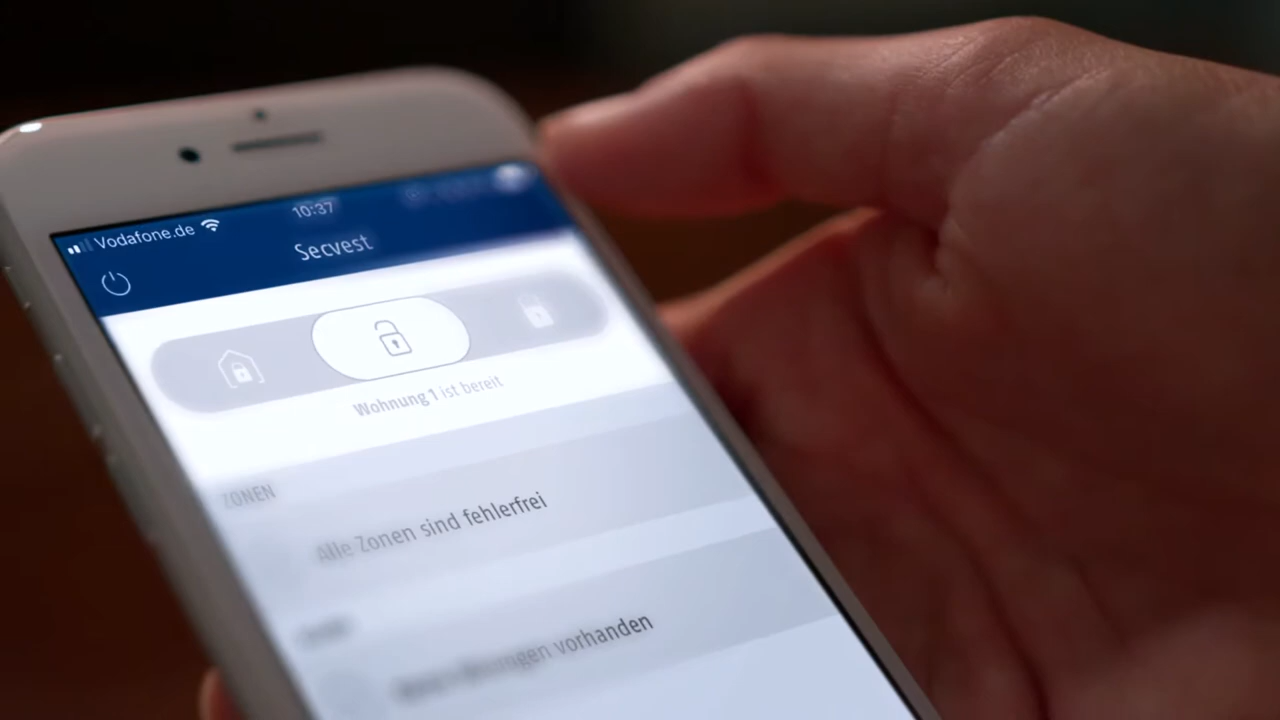 Vodafone.de
10:37
Secvest
Wohnung 1 ist bereit
ZONEN
Alle Zonen sind fehlerfrei
vorhanden